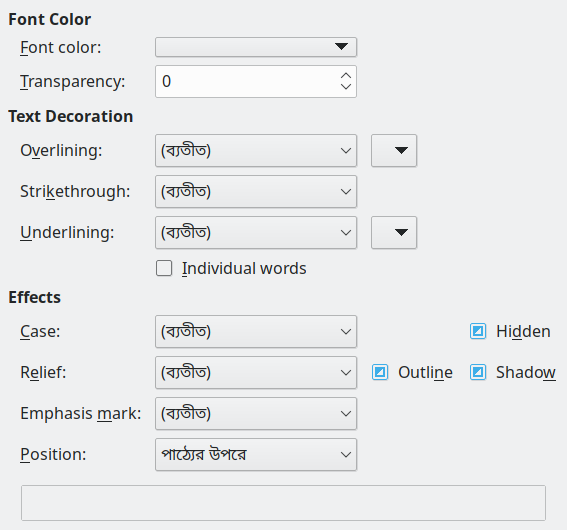 Font Color
Font color:
Transparency: 0
Text Decoration
Overlining: (ব্যতীত)
Strikethrough: (ব্যতীত)
Underlining: (ব্যতীত)
Individual words
Effects
Case: (ব্যতীত) Hidden
Relief: (ব্যতীত) Outline Shadow
Emphasis mark: (ব্যতীত)
Position: পাঠ্যের উপরে